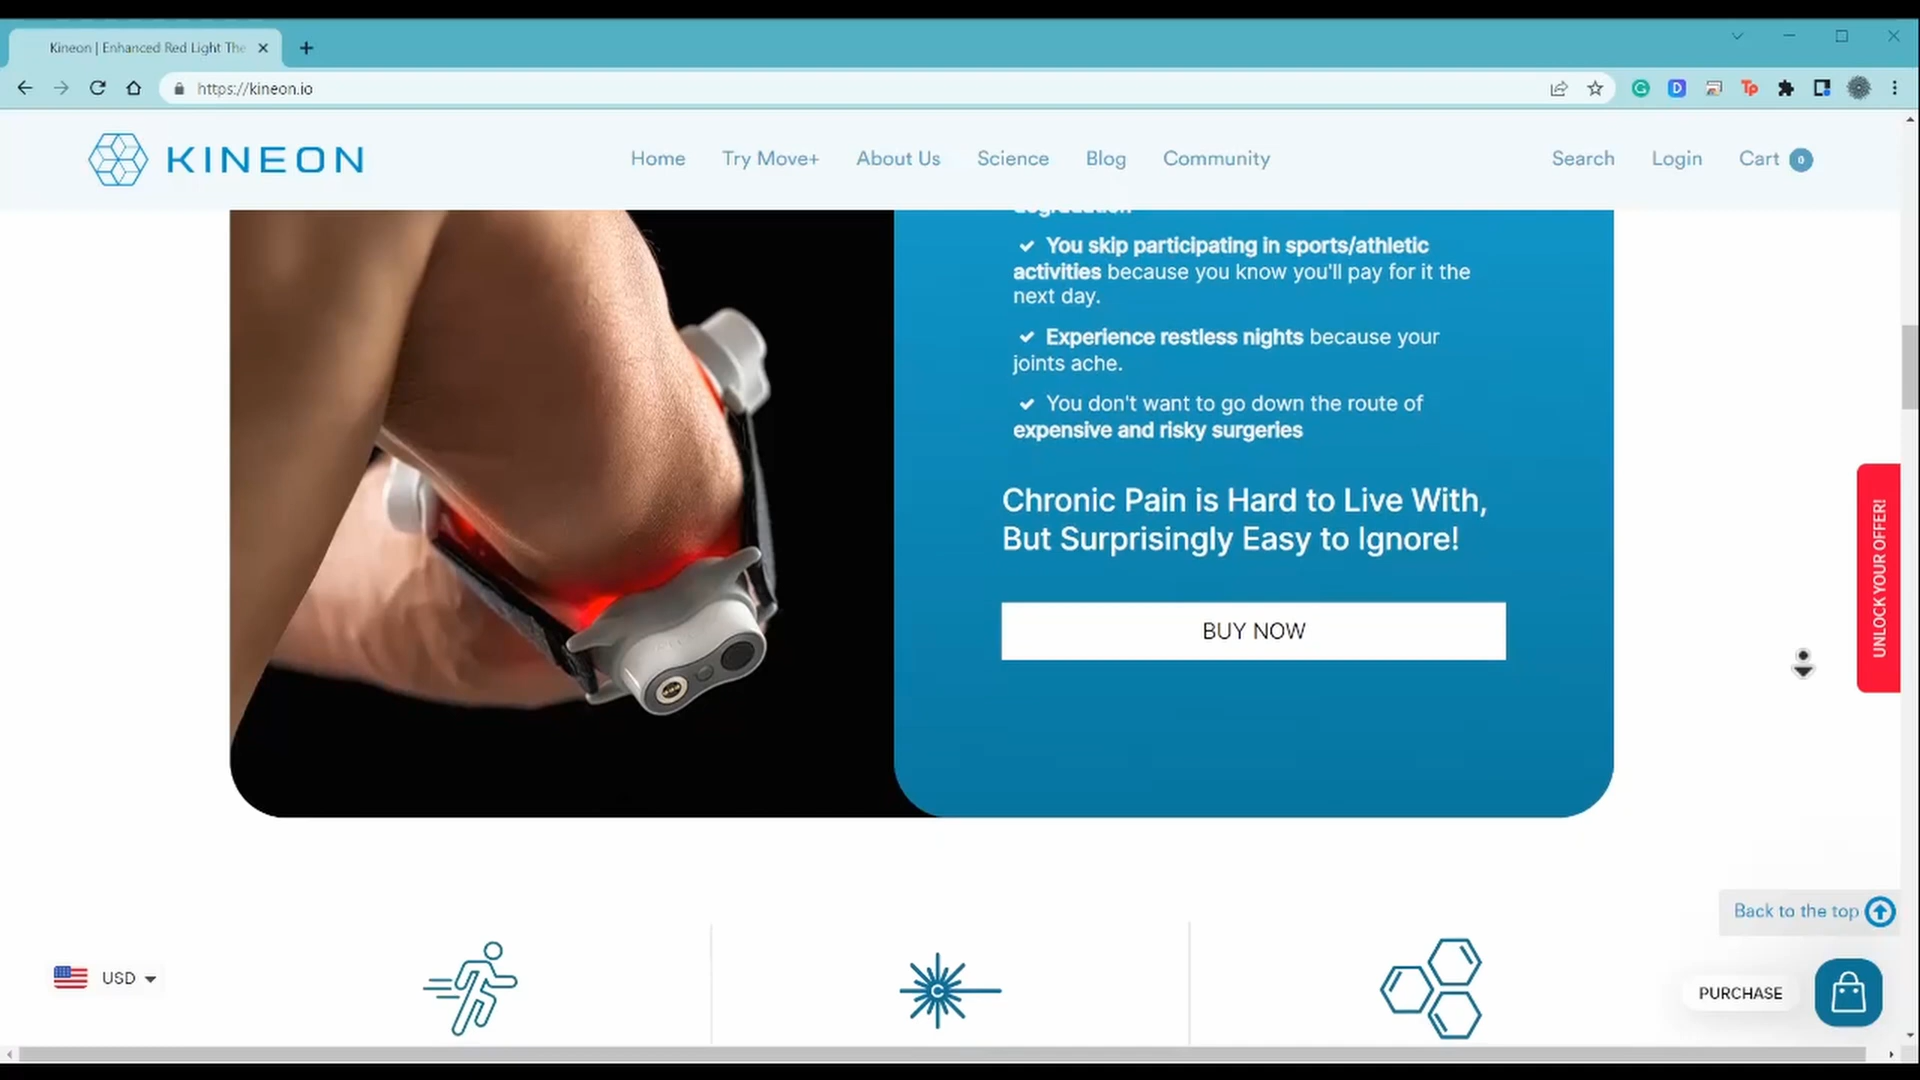 Kineon | Enhanced Red Light The
https://kineon.io
KINEON
Home Try Move+ About Us Science Blog Community
Search Login Cart 0
degradation
You skip participating in sports/athletic
activities because you know you'll pay for it the
next day.
Experience restless nights because your
joints ache.
You don't want to go down the route of
expensive and risky surgeries
Chronic Pain is Hard to Live With,
But Surprisingly Easy to Ignore!
BUY NOW
UNLOCK YOUR OFFER!
Back to the top
USD
PURCHASE